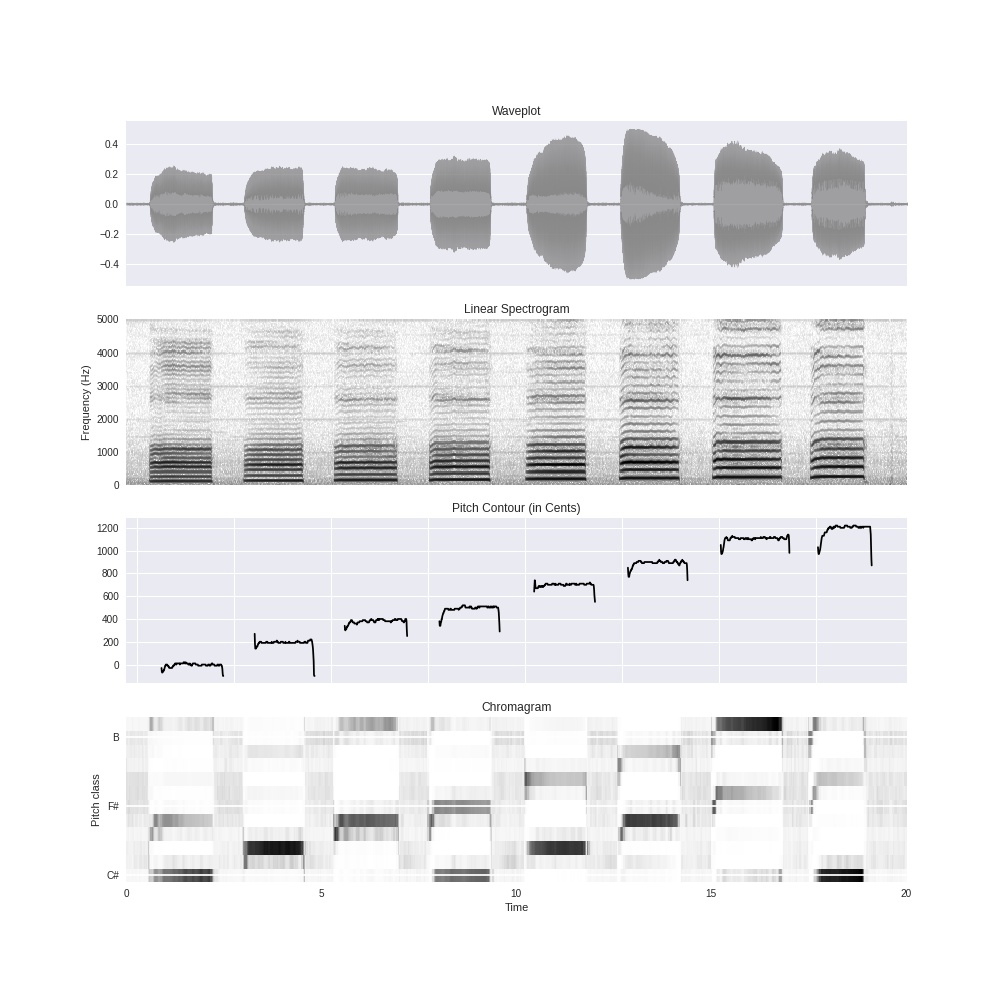 Waveplot
0.4
0.2
0.0
−0.2
−0.4
Linear Spectrogram
5000
4000
3000
2000
1000
0
Frequency (Hz)
Pitch Contour (in Cents)
1200
1000
800
600
400
200
0
Chromagram
B
F#
C#
Pitch class
0 5 10 15 20
Time